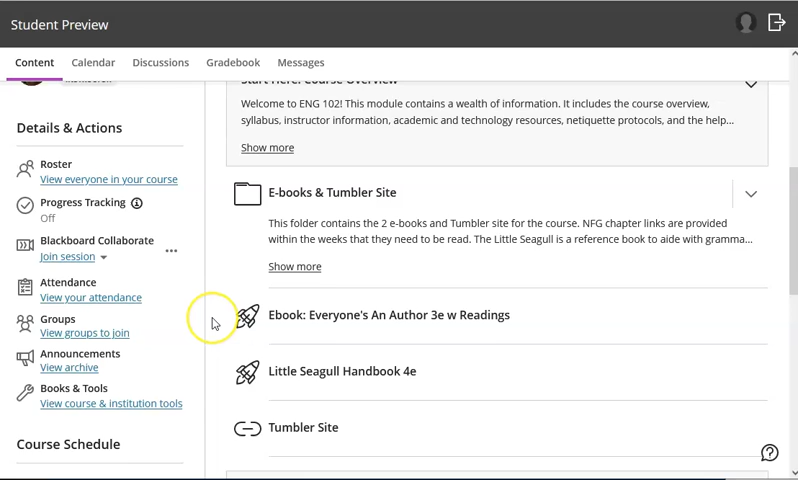 Student Preview
Content
Calendar
Discussions
Gradebook
Messages
Details & Actions
Roster
View everyone in your course
Progress Tracking
Off
Blackboard Collaborate
Join session
Attendance
View your attendance
Groups
View groups to join
Announcements
View archive
Books & Tools
View course & institution tools
Course Schedule
Start Here: Course Overview
Welcome to ENG 102! This module contains a wealth of information. It includes the course overview,
syllabus, instructor information, academic and technology resources, netiquette protocols, and the help...
Show more
E-books & Tumbler Site
This folder contains the 2 e-books and Tumbler site for the course. NFG chapter links are provided
within the weeks that they need to be read. The Little Seagull is a reference book to aide with gramma...
Show more
Ebook: Everyone's An Author 3e w Readings
Little Seagull Handbook 4e
Tumbler Site